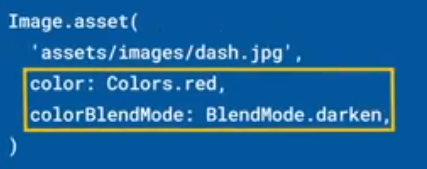 Image.asset(
'assets/images/dash.jpg',
color: Colors.red,
colorBlendMode: BlendMode.darken,
)